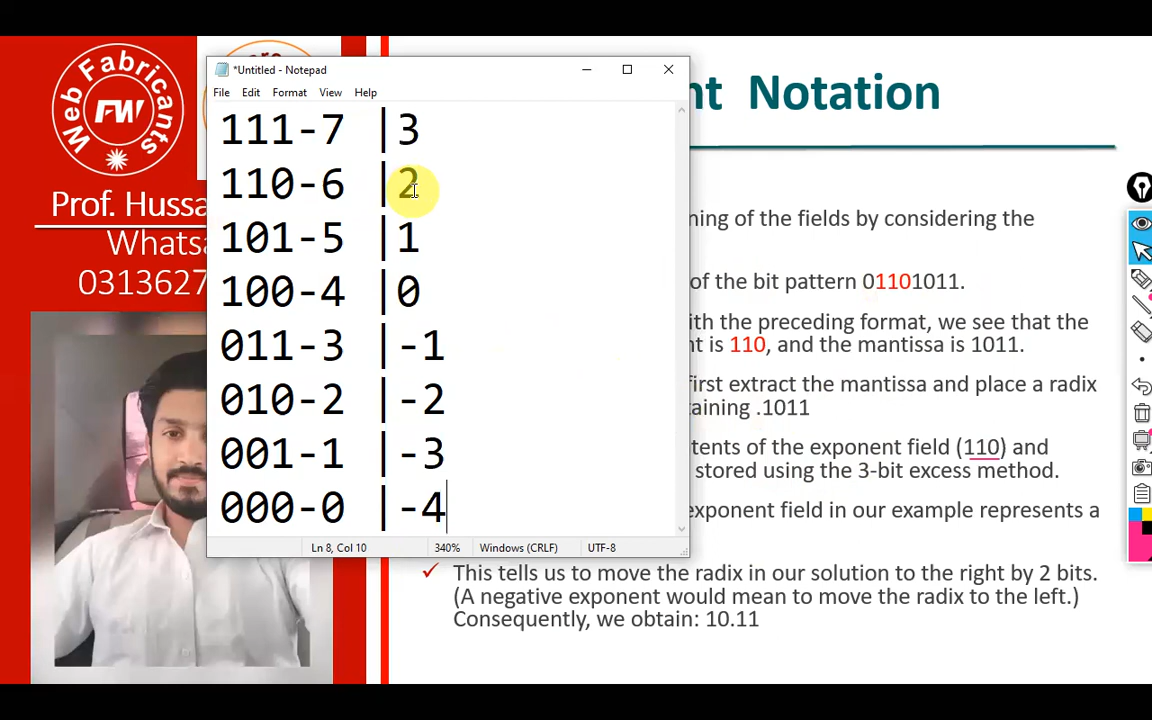 Web Fabricants
FW
Prof. Hussa
Whatsa
0313627
nt Notation
*Untitled - Notepad
File Edit Format View Help
111-7 |3
110-6 |2
101-5 |1
100-4 |0
011-3 |-1
010-2 |-2
001-1 |-3
000-0 |-4
Ln 8, Col 10 340% Windows (CRLF) UTF-8
ning of the fields by considering the
of the bit pattern 01101011.
ith the preceding format, we see that the
nt is 110, and the mantissa is 1011.
first extract the mantissa and place a radix
taining .1011
tents of the exponent field (110) and
stored using the 3-bit excess method.
exponent field in our example represents a
✓ This tells us to move the radix in our solution to the right by 2 bits.
(A negative exponent would mean to move the radix to the left.)
Consequently, we obtain: 10.11